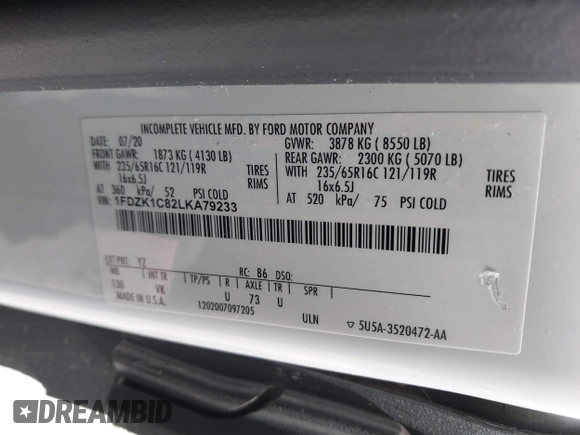 INCOMPLETE VEHICLE MFD. BY FORD MOTOR COMPANY
DATE: 07/20 GVWR: 3878 KG ( 8550 LB)
FRONT GAWR: 1873 KG ( 4130 LB) REAR GAWR: 2300 KG ( 5070 LB)
WITH TIRES WITH TIRES
235/65R16C 121/119R RIMS 235/65R16C 121/119R RIMS
16x6.5J 16x6.5J
AT 360 kPa/ 52 PSI COLD AT 520 kPa/ 75 PSI COLD
VIN: 1FDZK1C82LKA79233
EXT PNT: YZ RC: 86 DSO:
WB INT TR TP/PS R AXLE TR SPR
130 VK U 73 U
MADE IN U.S.A. ULN
1202007097205 ▽ 5U5A-3520472-AA
DREAMBID